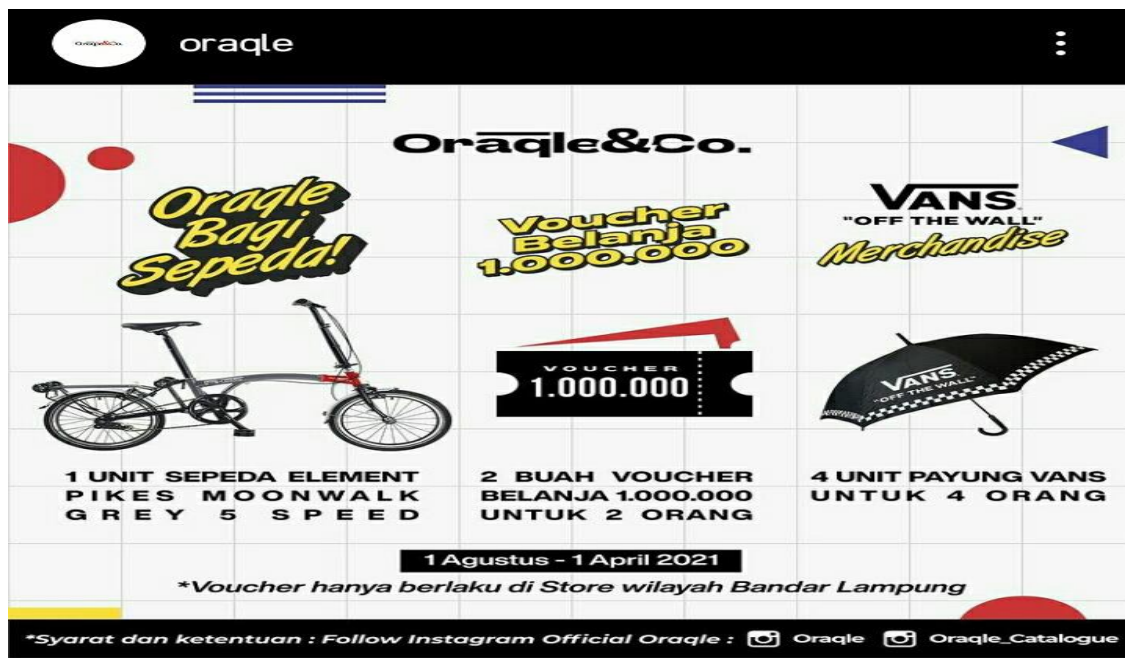 oraqle
Oraqle&Co.
Oraqle
Bagi
Sepeda!
Voucher
Belanja
1.000.000
VANS
"OFF THE WALL"
Merchandise
VOUCHER
1.000.000
VANS
"OFF THE WALL"
1 UNIT SEPEDA ELEMENT
PIKES MOONWALK
GREY 5 SPEED
2 BUAH VOUCHER
BELANJA 1.000.000
UNTUK 2 ORANG
4 UNIT PAYUNG VANS
UNTUK 4 ORANG
1 Agustus - 1 April 2021
*Voucher hanya berlaku di Store wilayah Bandar Lampung
*Syarat dan ketentuan : Follow Instagram Official Oraqle : Oraqle Oraqle_Catalogue